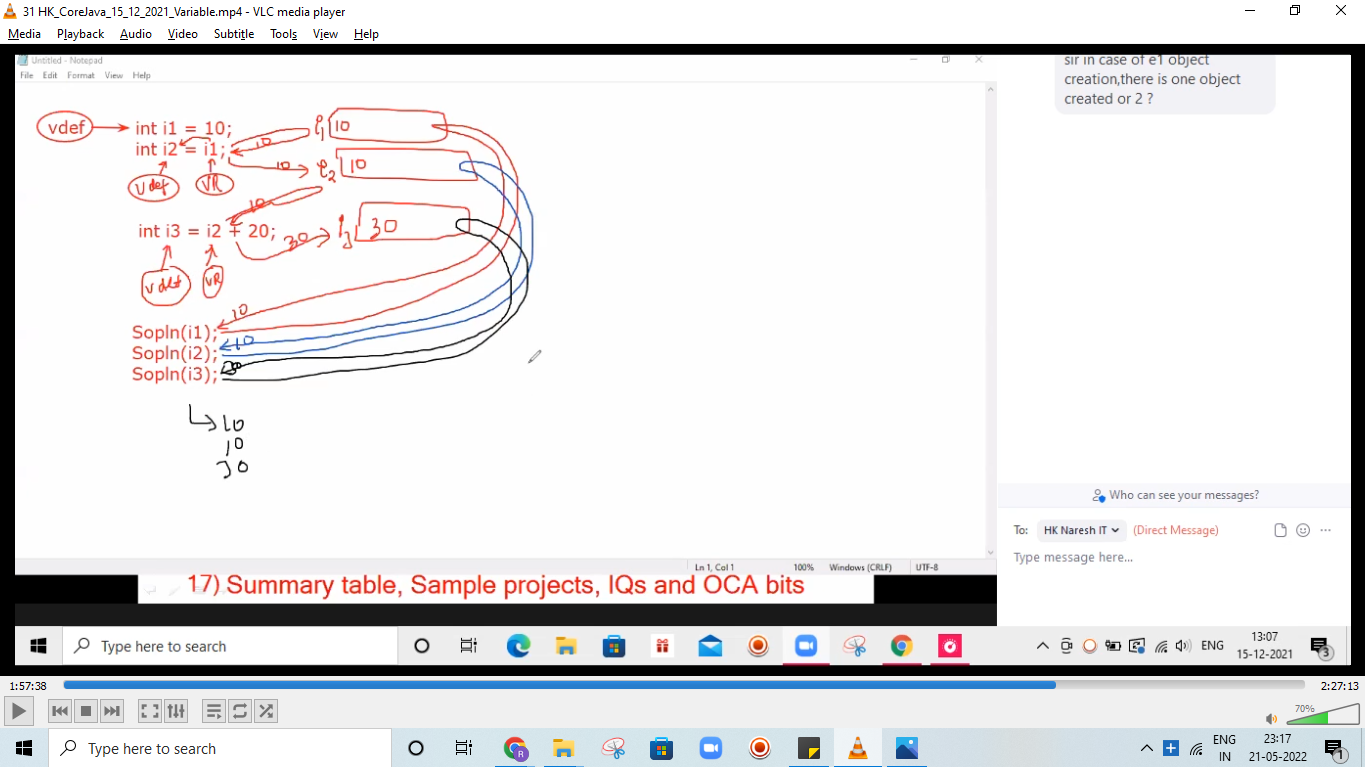 31 HK_CoreJava_15_12_2021_Variable.mp4 - VLC media player
Media Playback Audio Video Subtitle Tools View Help
Untitled - Notepad
File Edit Format View Help
sir in case of e1 object
creation,there is one object
created or 2 ?
vdef int i1 = 10; 10 i1 10
int i2 = i1; 10 i2 10
vdef VR
10
int i3 = i2 + 20; 30 i3 30
vdef VR
10
Sopln(i1);
Sopln(i2); 10
Sopln(i3); 30
10
10
30
Who can see your messages?
To: HK Naresh IT (Direct Message)
Type message here...
Ln 1, Col 1 100% Windows (CRLF) UTF-8
17) Summary table, Sample projects, IQs and OCA bits
Type here to search
ENG
13:07
15-12-2021
3
1:57:38
2:27:13
70%
Type here to search
R
ENG
IN
23:17
21-05-2022
1